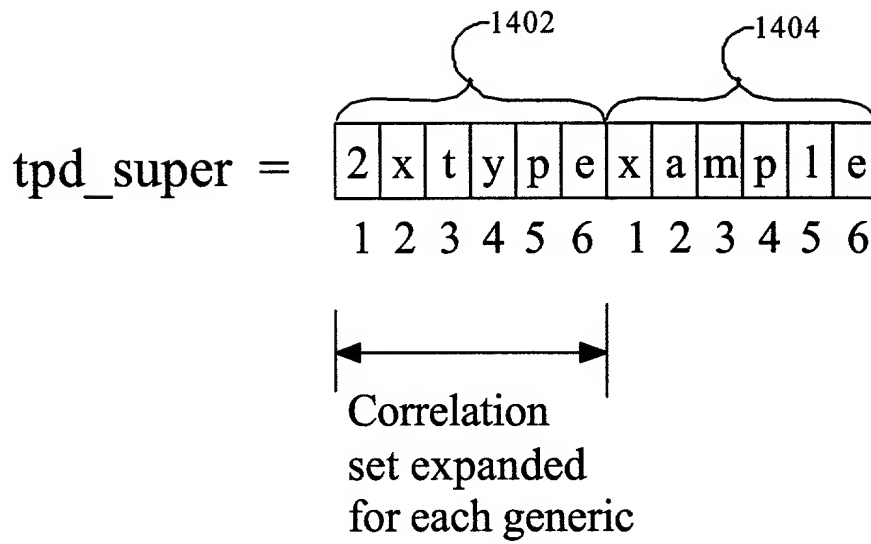 1402 1404
tpd_super = 2 x t y p e x a m p l e
1 2 3 4 5 6 1 2 3 4 5 6
Correlation
set expanded
for each generic